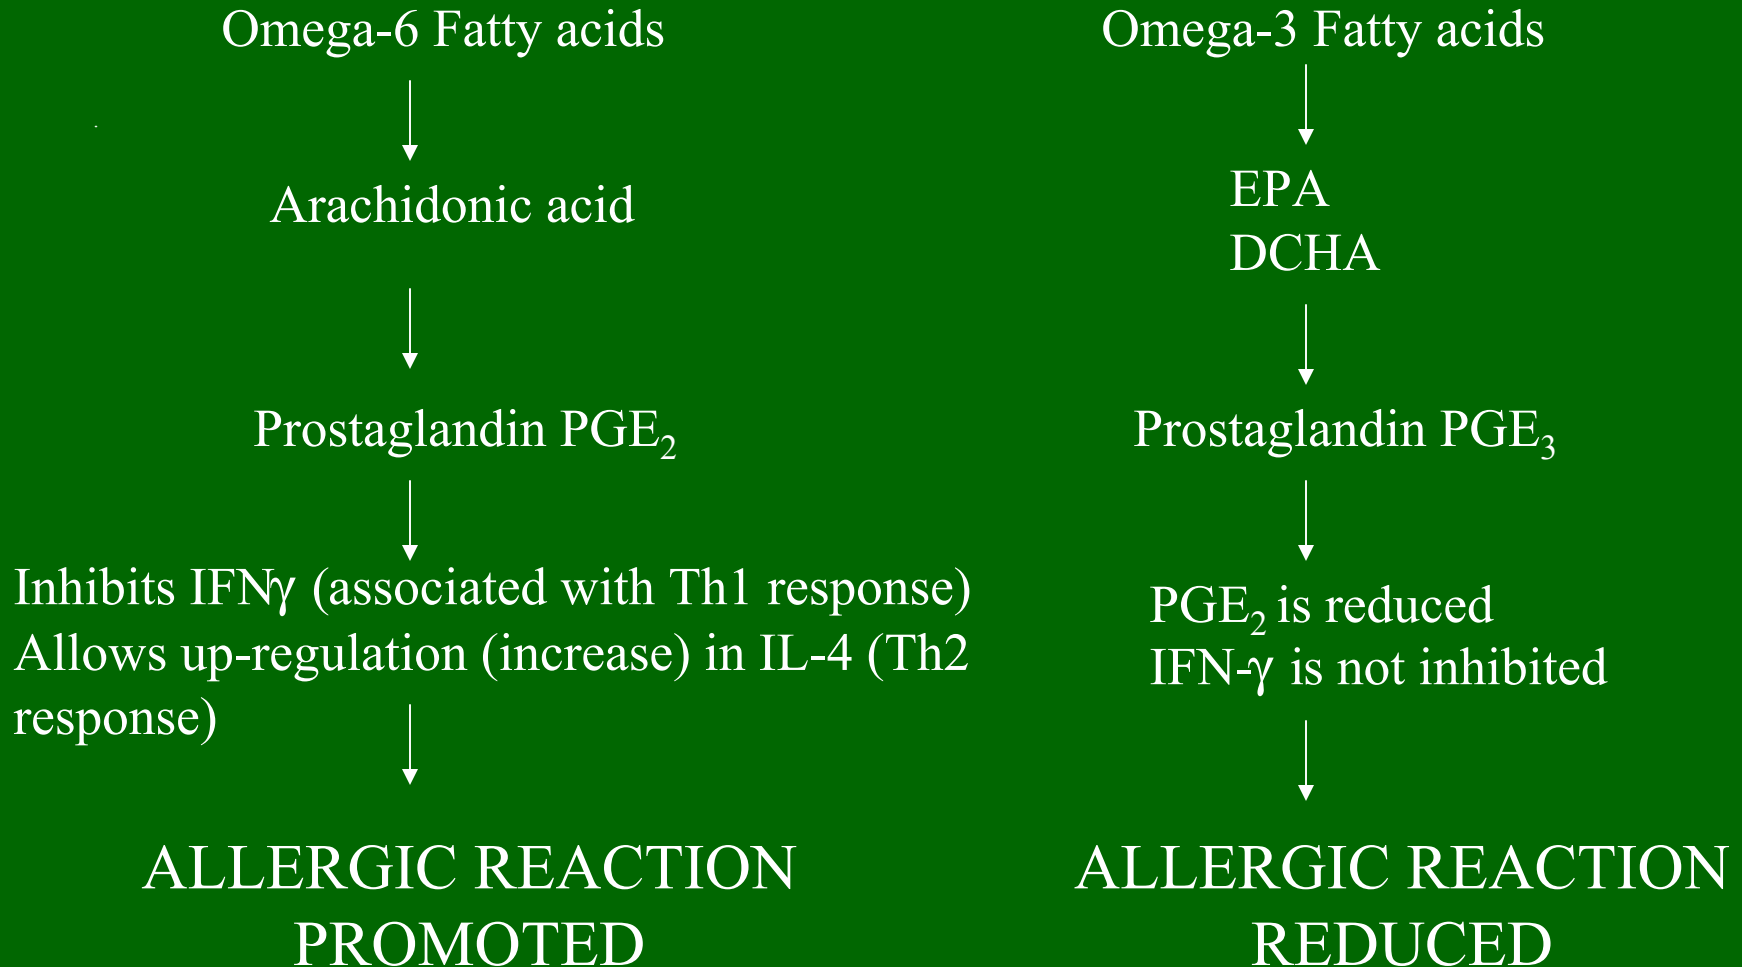 Omega-6 Fatty acids
Arachidonic acid
Prostaglandin PGE₂
Inhibits IFNγ (associated with Th1 response)
Allows up-regulation (increase) in IL-4 (Th2
response)
ALLERGIC REACTION
PROMOTED
Omega-3 Fatty acids
EPA
DCHA
Prostaglandin PGE₃
PGE₂ is reduced
IFN-γ is not inhibited
ALLERGIC REACTION
REDUCED